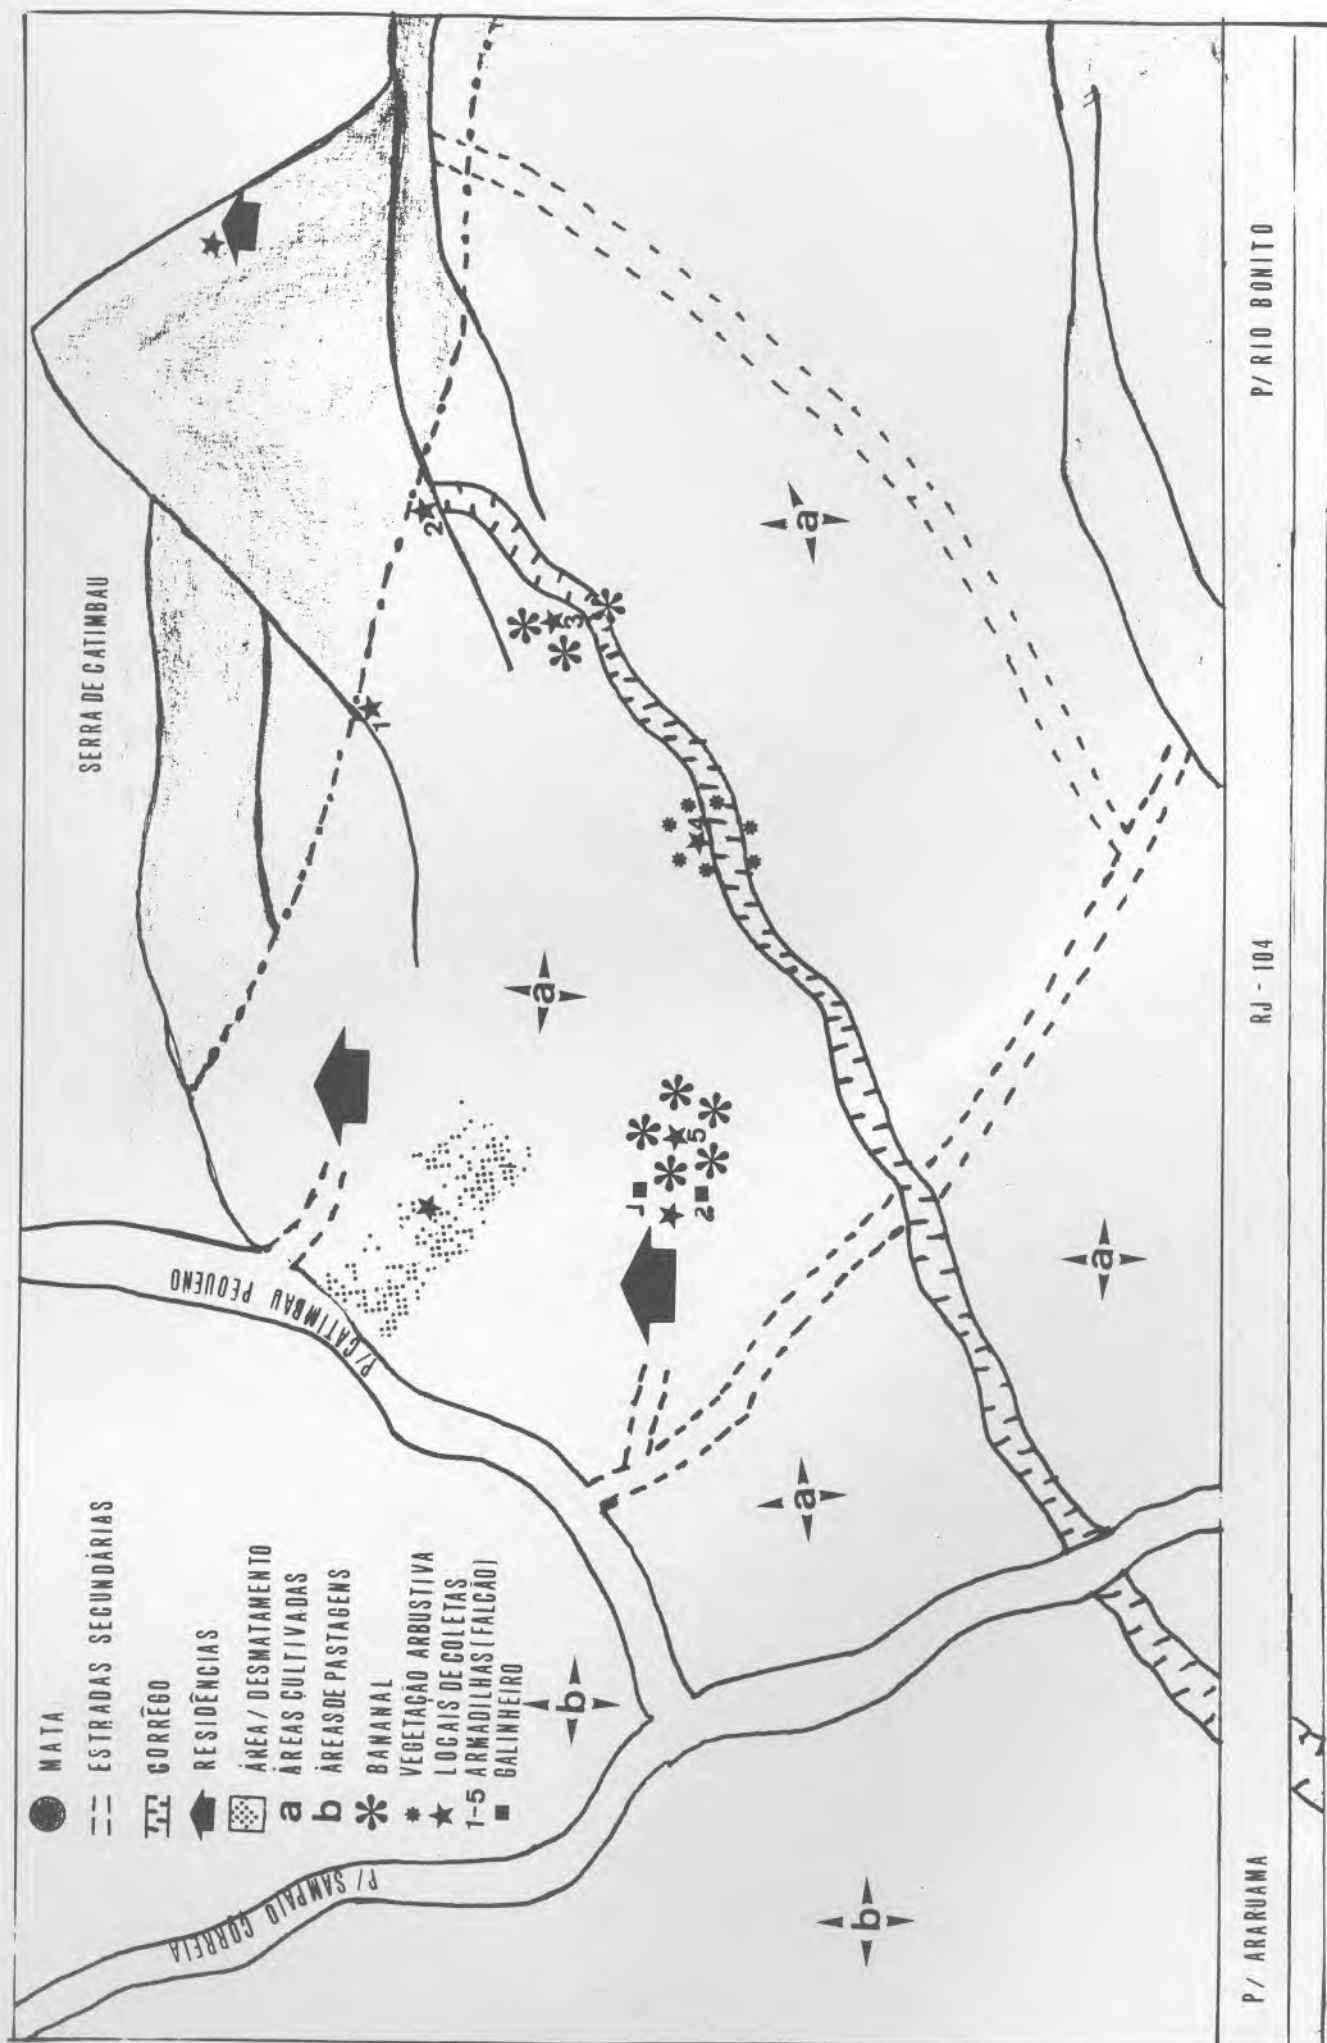 SERRA DE CATIMBAU
P/ CATIMBAU PEQUENO
P/ SAMPAIO CORREIA
MATA
ESTRADAS SECUNDÁRIAS
CORRÊGO
RESIDÊNCIAS
ÁREA/ DESMATAMENTO
a ÁREAS CULTIVADAS
b ÁREAS DE PASTAGENS
BANANAL
VEGETAÇÃO ARBUSTIVA
LOCAIS DE COLETAS
1-5 ARMADILHAS (FALCÃO)
GALINHEIRO
1
2
3
4
5
1
2
a
a
a
a
b
b
P/ ARARUAMA
RJ - 104
P/ RIO BONITO